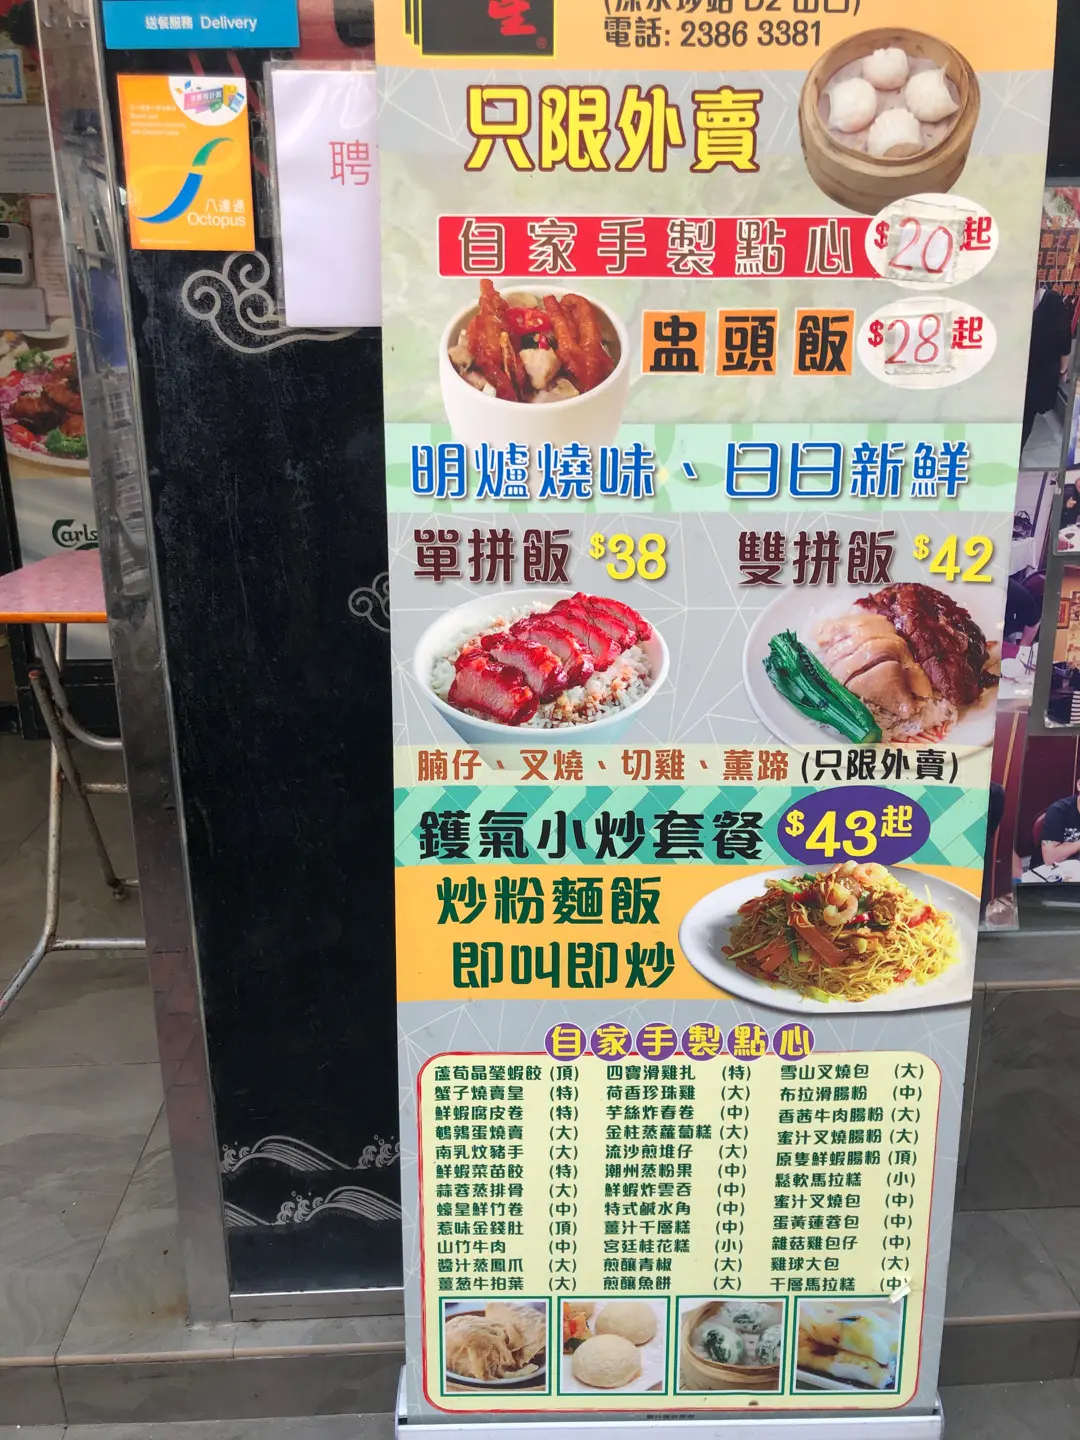 送餐服務 Delivery
八達通
Octopus
聘
Carls
電話: 2386 3381
只限外賣
自家手製點心 $20起
盅頭飯 $28起
明爐燒味、日日新鮮
單拼飯 $38
雙拼飯 $42
腩仔、叉燒、切雞、薰蹄 (只限外賣)
鑊氣小炒套餐 $43起
炒粉麵飯
即叫即炒
自家手製點心
蘆荀晶瑩蝦餃 (頂)
蟹子燒賣皇 (特)
鮮蝦腐皮卷 (特)
鵪鶉蛋燒賣 (大)
南乳炆豬手 (大)
鮮蝦菜苗餃 (特)
蒜蓉蒸排骨 (大)
蠔皇鮮竹卷 (中)
惹味金錢肚 (頂)
山竹牛肉 (中)
醬汁蒸鳳爪 (大)
薑葱牛柏葉 (大)
四寶滑雞扎 (特)
荷香珍珠雞 (大)
芋絲炸春卷 (中)
金柱蒸蘿蔔糕 (大)
流沙煎堆仔 (大)
潮州蒸粉果 (中)
鮮蝦炸雲吞 (中)
特式鹹水角 (中)
薑汁千層糕 (中)
宮廷桂花糕 (小)
煎釀青椒 (大)
煎釀魚餅 (大)
雪山叉燒包 (大)
布拉滑腸粉 (中)
香茜牛肉腸粉 (大)
蜜汁叉燒腸粉 (大)
原隻鮮蝦腸粉 (頂)
鬆軟馬拉糕 (小)
蜜汁叉燒包 (中)
蛋黃蓮蓉包 (中)
雜菇雞包仔 (中)
雞球大包 (大)
千層馬拉糕 (中)